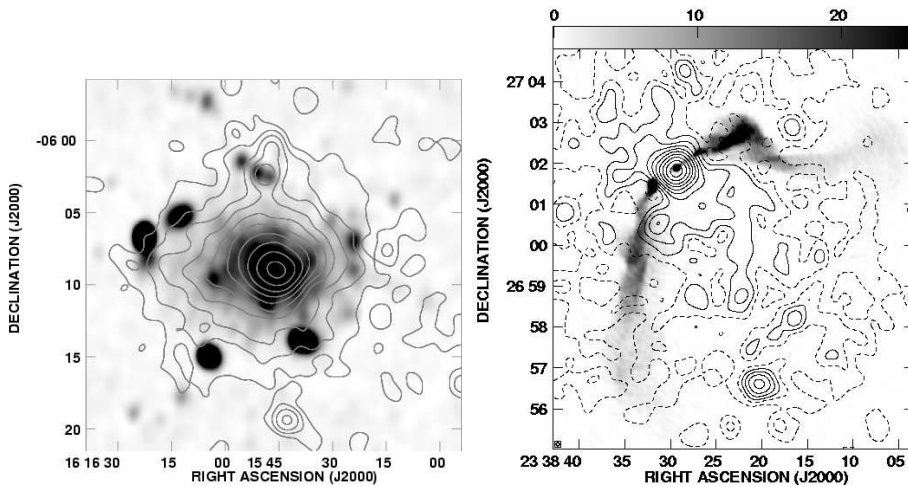 -06 00
05
10
15
20
DECLINATION (J2000)
16 16 30 15 00 15 45 30 15 00
RIGHT ASCENSION (J2000)
0 10 20
27 04
03
02
01
00
26 59
58
57
56
DECLINATION (J2000)
23 38 40 35 30 25 20 15 10 05
RIGHT ASCENSION (J2000)